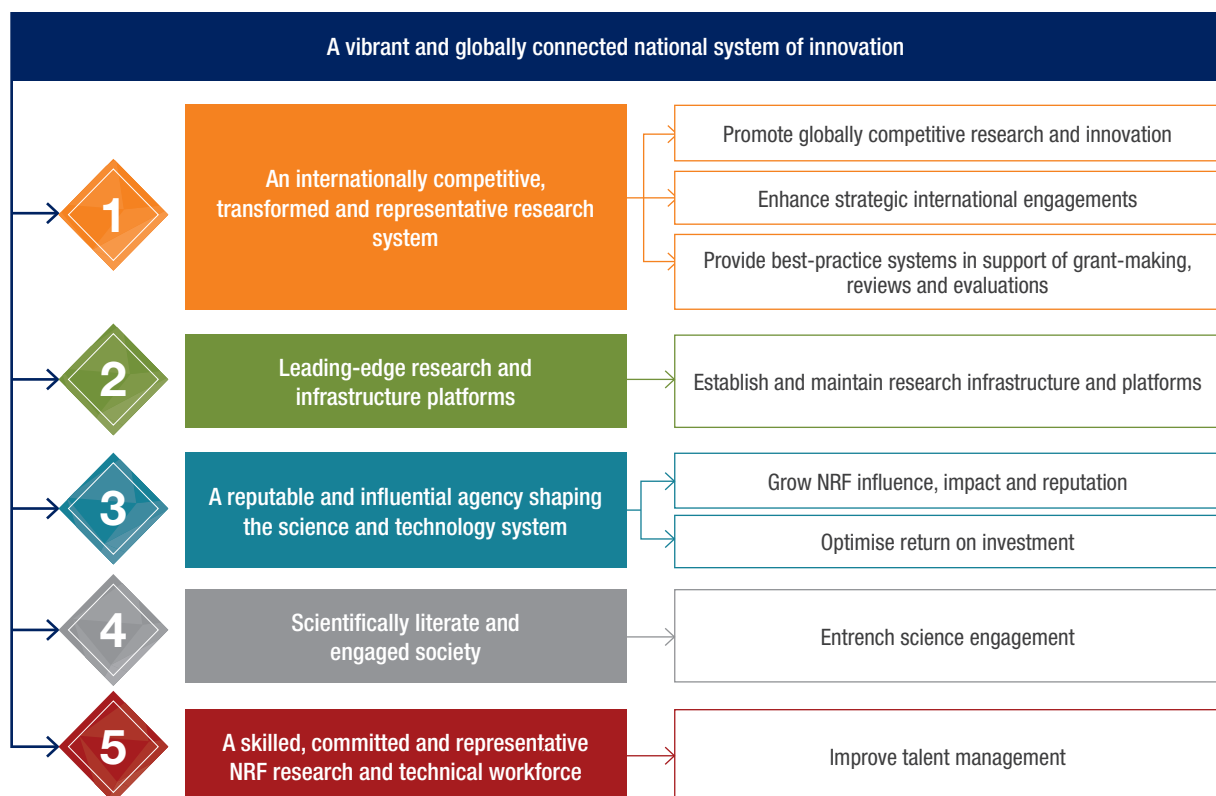 A vibrant and globally connected national system of innovation
1
An internationally competitive,
transformed and representative research
system
Promote globally competitive research and innovation
Enhance strategic international engagements
Provide best-practice systems in support of grant-making,
reviews and evaluations
2
Leading-edge research and
infrastructure platforms
Establish and maintain research infrastructure and platforms
3
A reputable and influential agency shaping
the science and technology system
Grow NRF influence, impact and reputation
Optimise return on investment
4
Scientifically literate and
engaged society
Entrench science engagement
5
A skilled, committed and representative
NRF research and technical workforce
Improve talent management